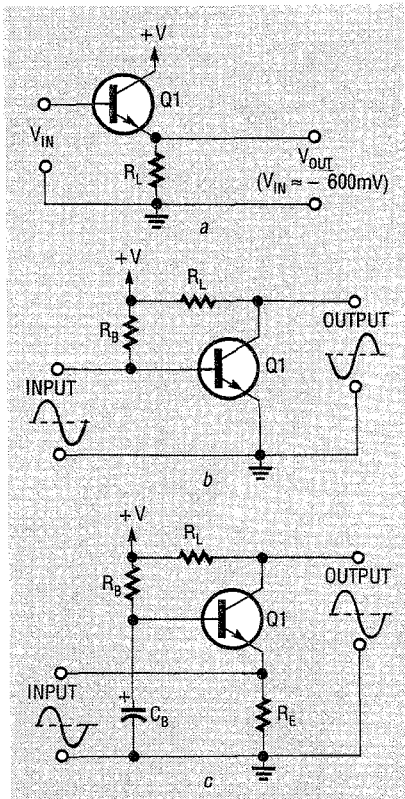 +V
Q1
V_IN
R_L
V_OUT
(V_IN ≈ – 600mV)
a
+V
R_L
R_B
OUTPUT
Q1
INPUT
b
+V
R_L
R_B
OUTPUT
Q1
INPUT
+
C_B
R_E
c